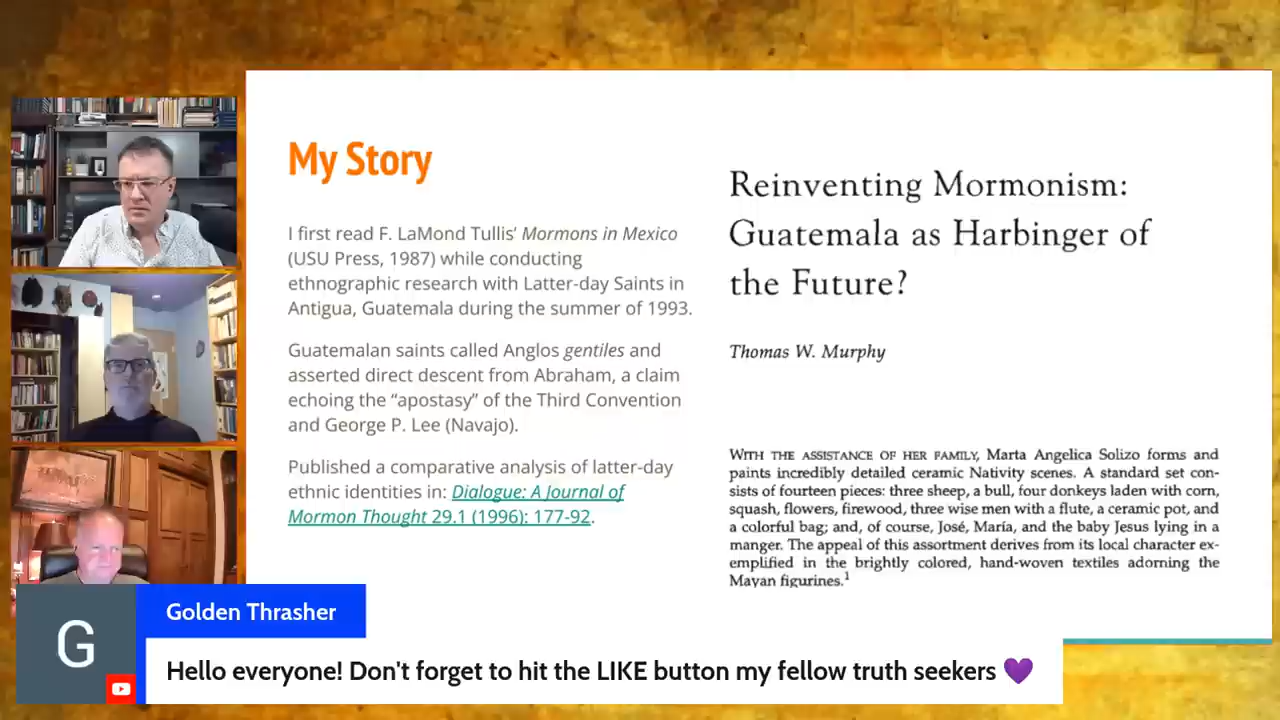 My Story
I first read F. LaMond Tullis’ Mormons in Mexico
(USU Press, 1987) while conducting
ethnographic research with Latter-day Saints in
Antigua, Guatemala during the summer of 1993.
Guatemalan saints called Anglos gentiles and
asserted direct descent from Abraham, a claim
echoing the “apostasy” of the Third Convention
and George P. Lee (Navajo).
Published a comparative analysis of latter-day
ethnic identities in: Dialogue: A Journal of
Mormon Thought 29.1 (1996): 177-92.
Reinventing Mormonism:
Guatemala as Harbinger of
the Future?
Thomas W. Murphy
WITH THE ASSISTANCE OF HER FAMILY, Marta Angelica Solizo forms and
paints incredibly detailed ceramic Nativity scenes. A standard set con-
sists of fourteen pieces: three sheep, a bull, four donkeys laden with corn,
squash, flowers, firewood, three wise men with a flute, a ceramic pot, and
a colorful bag; and, of course, José, María, and the baby Jesus lying in a
manger. The appeal of this assortment derives from its local character ex-
emplified in the brightly colored, hand-woven textiles adorning the
Mayan figurines.1
G
Golden Thrasher
Hello everyone! Don't forget to hit the LIKE button my fellow truth seekers 💜